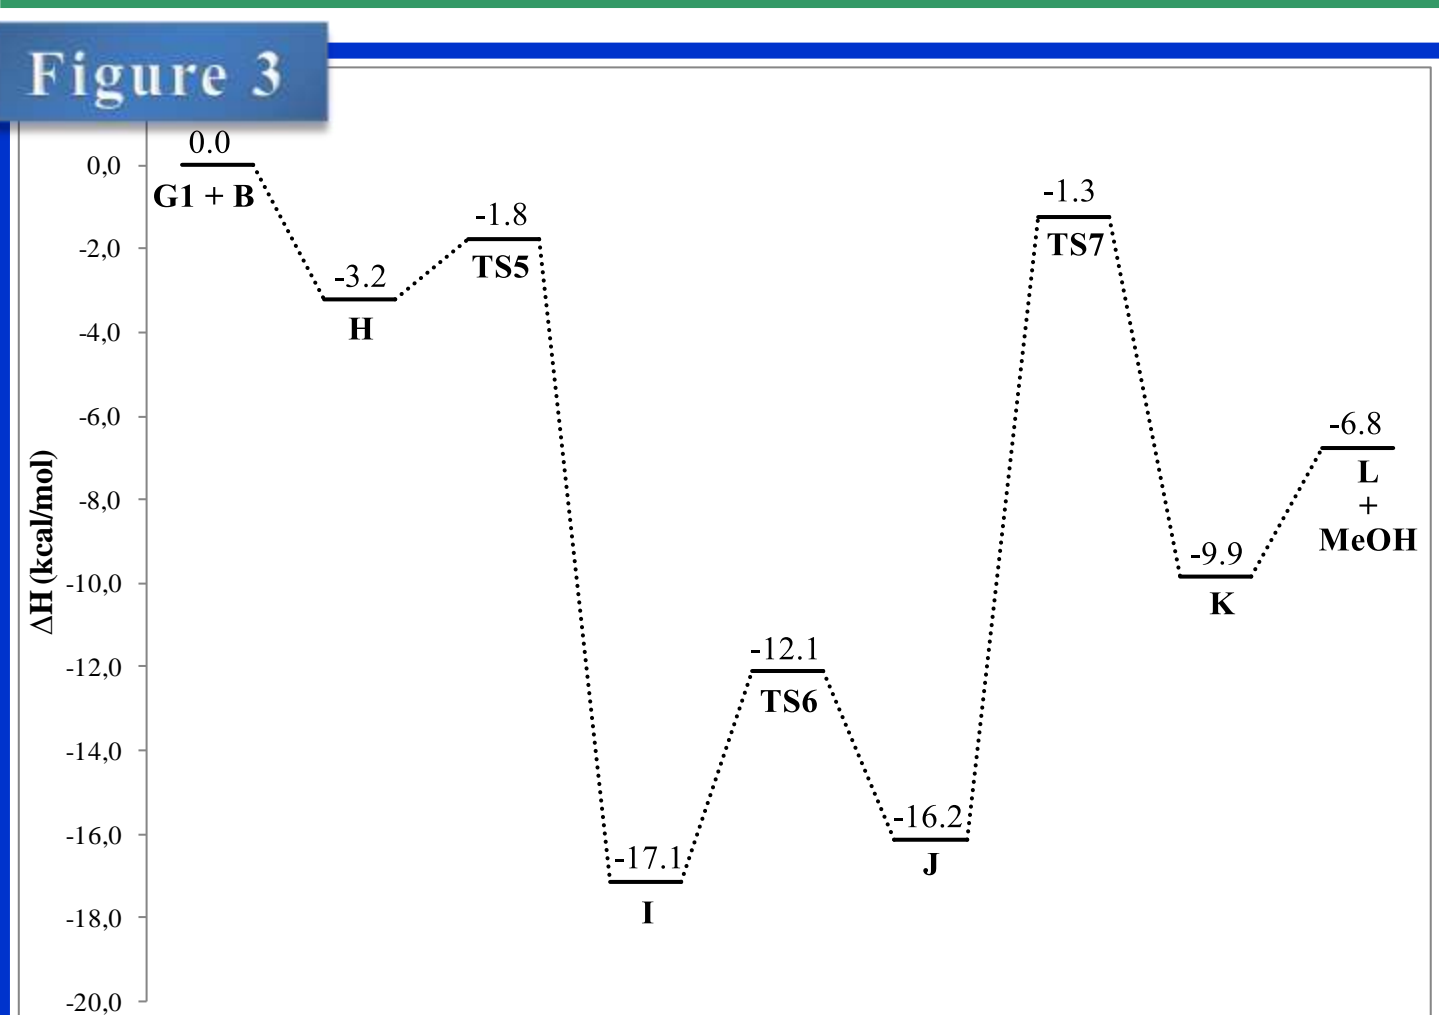 Figure 3
0.0
0,0
G1 + B
-1.3
TS7
-1.8
TS5
-2,0
-3.2
H
-4,0
-6,0
-6.8
L
+
MeOH
-8,0
ΔH (kcal/mol)
-9.9
K
-10,0
-12.1
TS6
-12,0
-14,0
-16.2
J
-16,0
-17.1
I
-18,0
-20,0